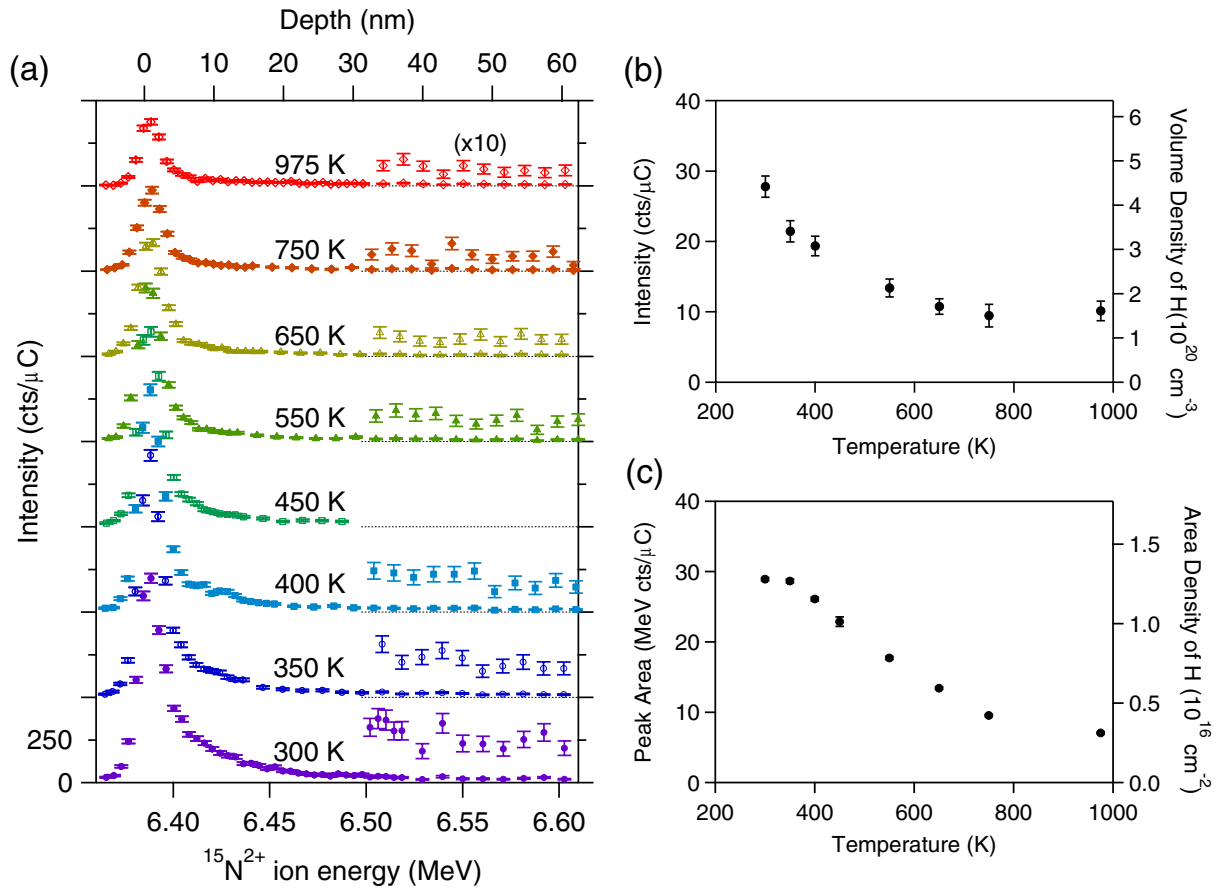 (a)
Depth (nm)
0 10 20 30 40 50 60
975 K
(x10)
750 K
650 K
550 K
450 K
400 K
350 K
300 K
Intensity (cts/μC)
250
0
6.40 6.45 6.50 6.55 6.60
¹⁵N²⁺ ion energy (MeV)
(b)
Intensity (cts/μC)
40
30
20
10
0
6
5
4
3
2
1
0
Volume Density of H(10²⁰ cm⁻³)
200 400 600 800 1000
Temperature (K)
(c)
Peak Area (MeV cts/μC)
40
30
20
10
0
1.5
1.0
0.5
0.0
Area Density of H (10¹⁶ cm⁻²)
200 400 600 800 1000
Temperature (K)